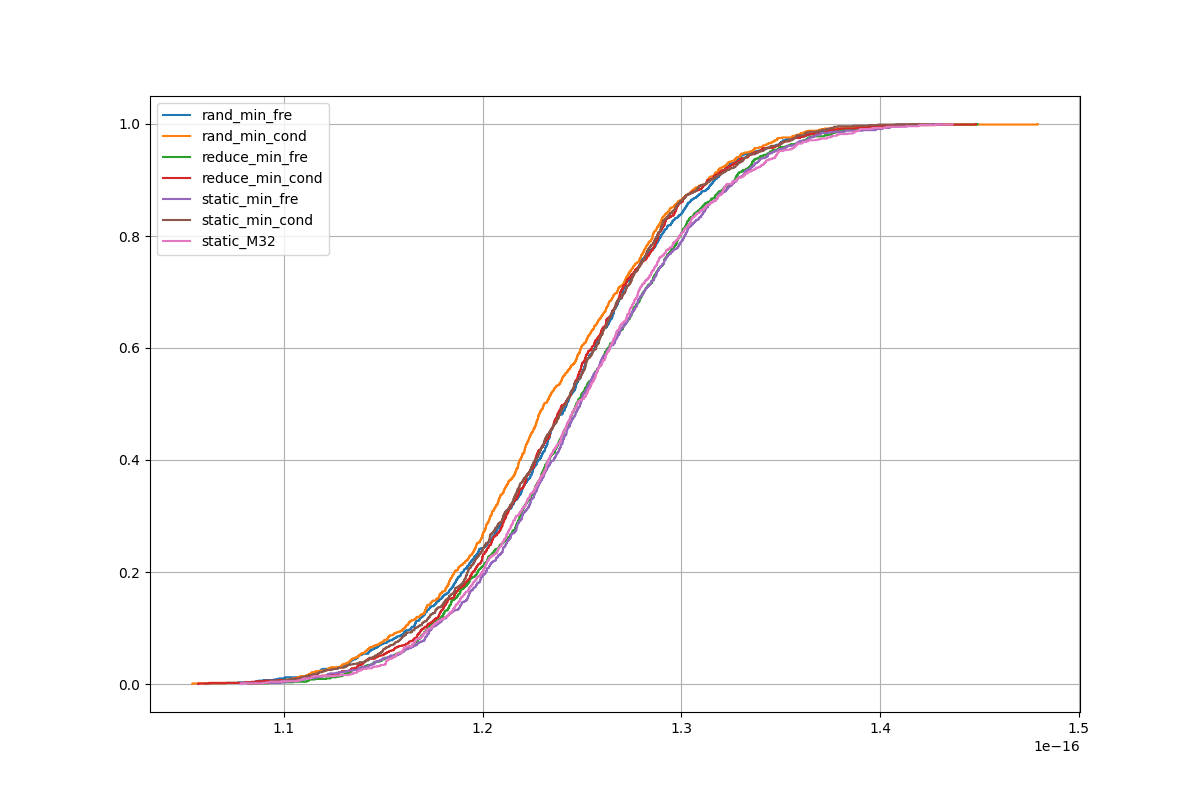 rand_min_fre
rand_min_cond
reduce_min_fre
reduce_min_cond
static_min_fre
static_min_cond
static_M32
1.0
0.8
0.6
0.4
0.2
0.0
1.1 1.2 1.3 1.4 1.5
1e−16